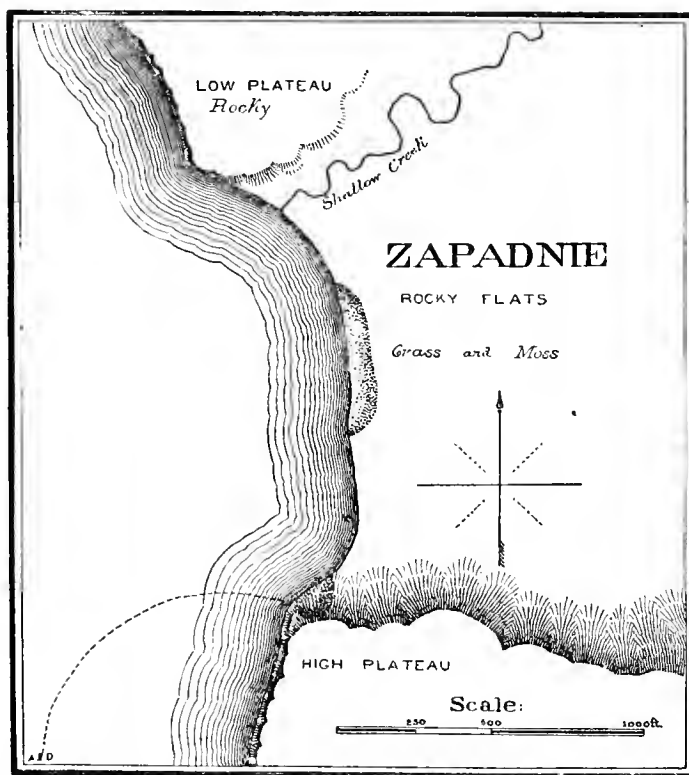 LOW PLATEAU
Rocky
Shallow Creek
ZAPADNIE
ROCKY FLATS
Grass and Moss
HIGH PLATEAU
Scale:
250 500 1000ft.